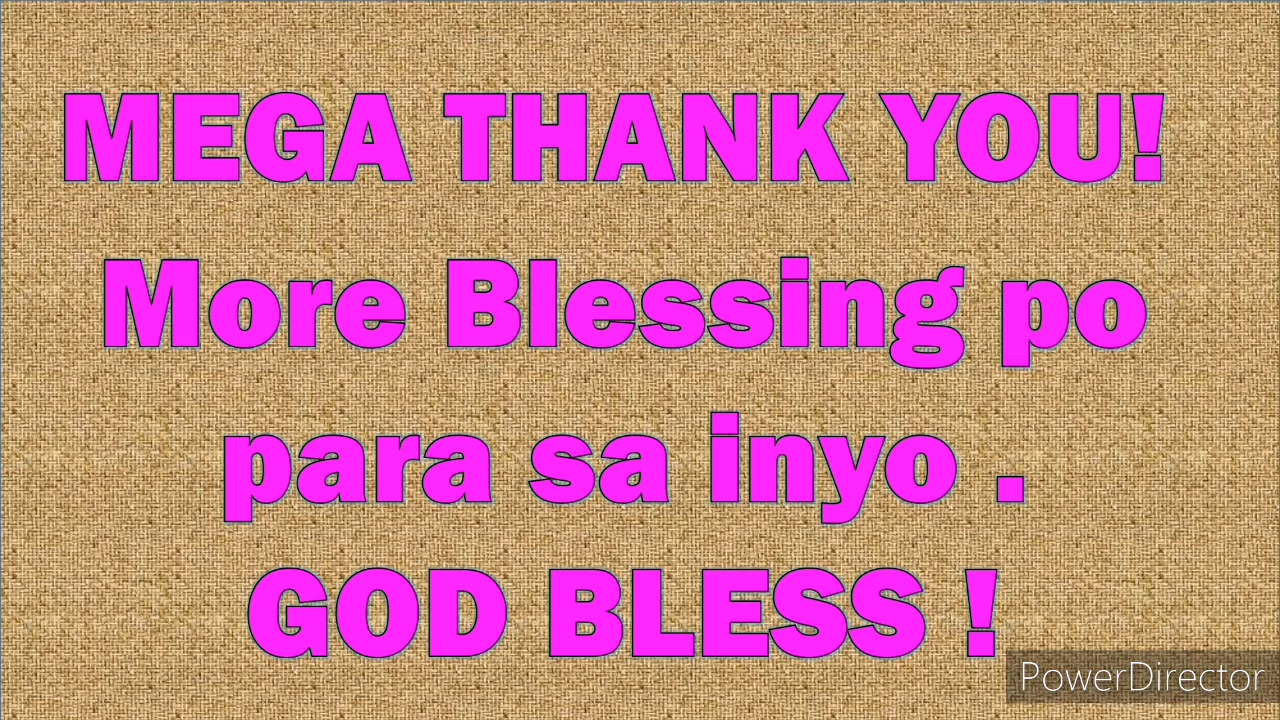 MEGA THANK YOU!
More Blessing po
para sa inyo .
GOD BLESS !
PowerDirector